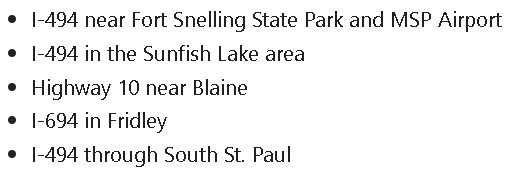 • I-494 near Fort Snelling State Park and MSP Airport
• I-494 in the Sunfish Lake area
• Highway 10 near Blaine
• I-694 in Fridley
• I-494 through South St. Paul